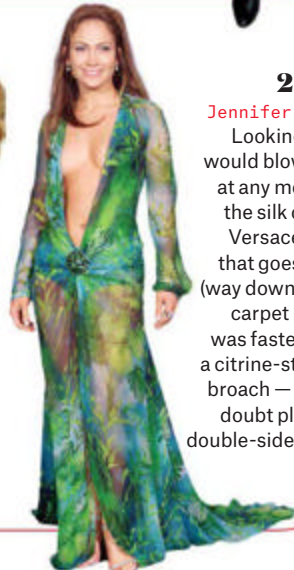 2
Jennifer
Lookin
would blow
at any mo
the silk c
Versace
that goes
(way down
carpet
was faste
a citrine-st
broach —
doubt pl
double-side